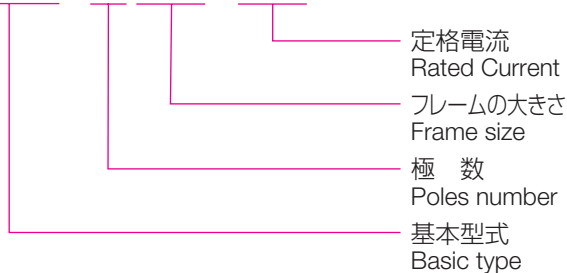 定格電流
Rated Current
フレームの大きさ
Frame size
極　数
Poles number
基本型式
Basic type